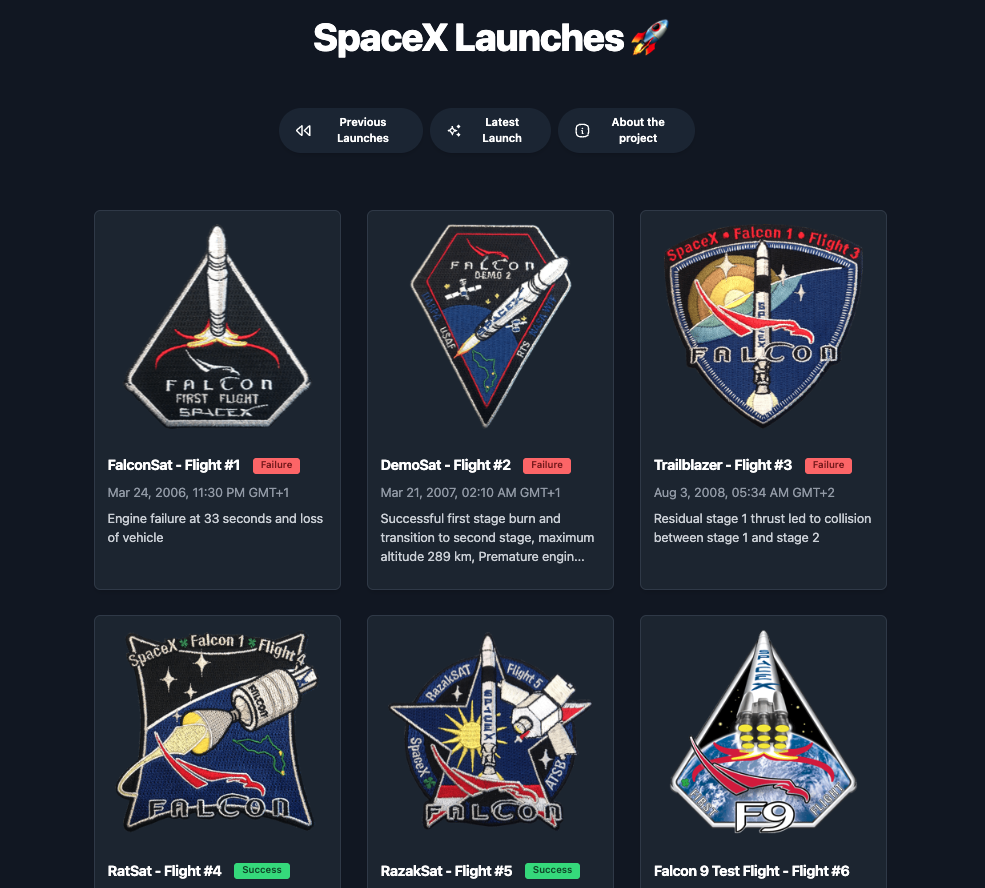 SpaceX Launches 🚀
Previous
Launches
Latest
Launch
About the
project
FALCON
FIRST FLIGHT
SPACEX
FalconSat - Flight #1 Failure
Mar 24, 2006, 11:30 PM GMT+1
Engine failure at 33 seconds and loss
of vehicle
FALCON
DEMO 2
SPACEX
USAF
RTS
DemoSat - Flight #2 Failure
Mar 21, 2007, 02:10 AM GMT+1
Successful first stage burn and
transition to second stage, maximum
altitude 289 km, Premature engin...
SpaceX • Falcon 1 • Flight 3
SPACEX
FALCON
Trailblazer - Flight #3 Failure
Aug 3, 2008, 05:34 AM GMT+2
Residual stage 1 thrust led to collision
between stage 1 and stage 2
SpaceX Falcon 1 Flight 4
FALCON
FALCON
RatSat - Flight #4 Success
RazakSAT Flight 5
SPACEX
SpaceX ATSB
FALCON
RazakSat - Flight #5 Success
SPACEX
FIRST FLIGHT
F9
Falcon 9 Test Flight - Flight #6